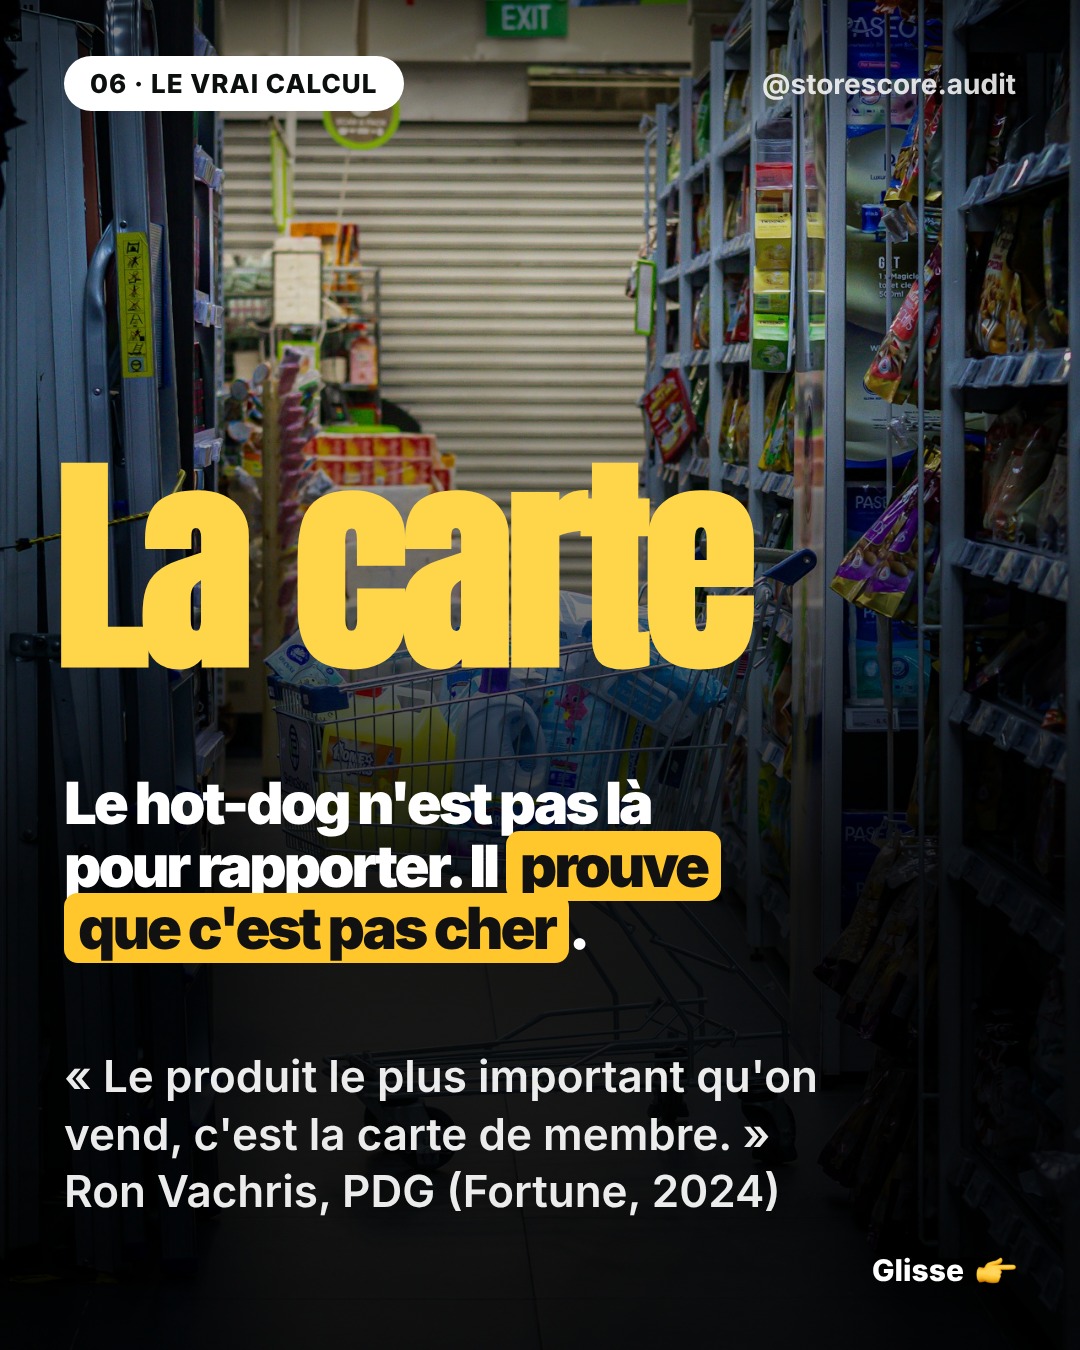 EXIT
06 · LE VRAI CALCUL
@storescore.audit
PASEO
La carte
Le hot-dog n'est pas là
pour rapporter. Il prouve
que c'est pas cher.
« Le produit le plus important qu'on
vend, c'est la carte de membre. »
Ron Vachris, PDG (Fortune, 2024)
Glisse 👉